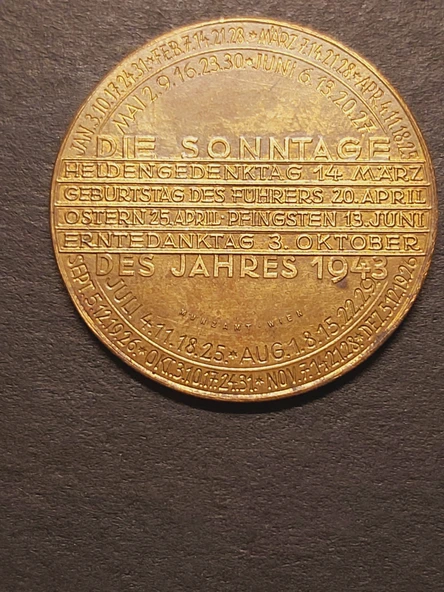 JAN. 3.10.17.24.31 * FEB. 7.14.21.28 * MÄRZ 7.14.21.28 * APR. 4.11.18.25
MAI 2.9.16.23.30 * JUNI 6.13.20.27
DIE SONNTAGE
HELDENGEDENKTAG 14 MÄRZ
GEBURTSTAG DES FÜHRERS 20. APRIL
OSTERN 25. APRIL · PFINGSTEN 13. JUNI
ERNTEDANKTAG 3. OKTOBER
DES JAHRES 1943
MÜNZAMT WIEN
JULI 4.11.18.25. * AUG. 1.8.15.22.29
SEPT. 5.12.19.26. * OKT. 3.10.17.24.31. * NOV. 7.14.21.28 * DEZ. 5.12.19.26